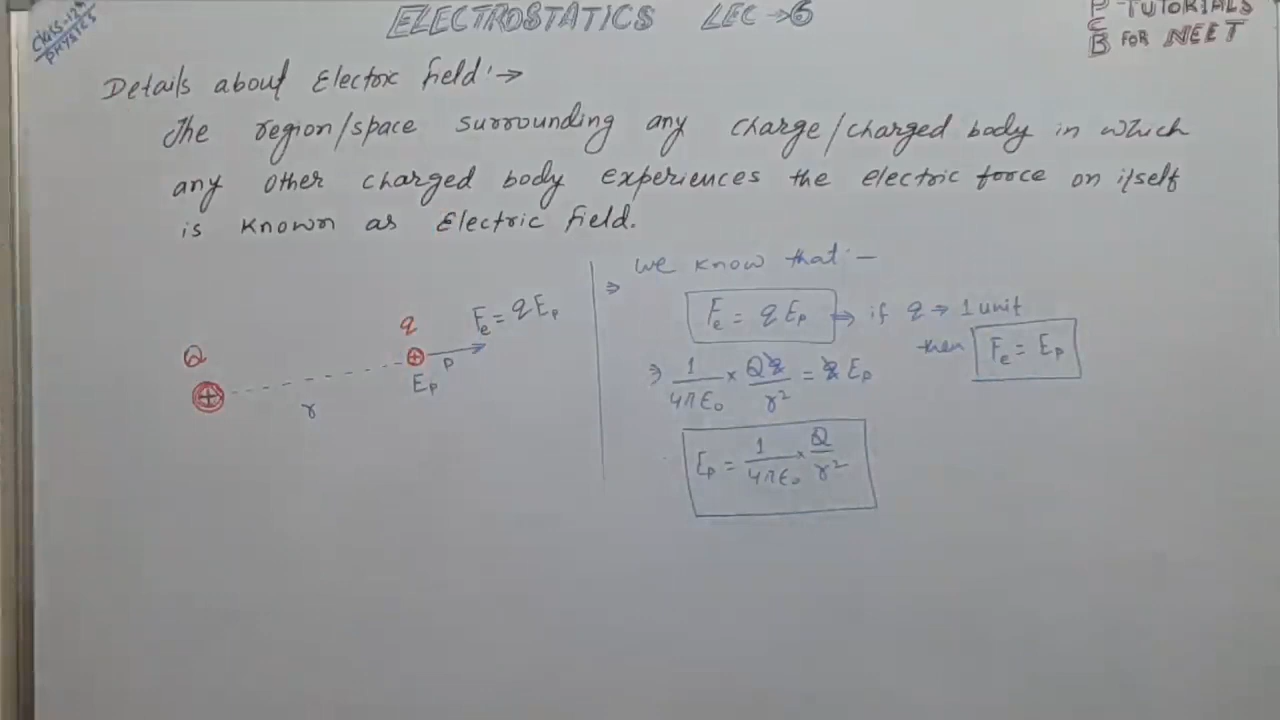 CLASS-12th
PHYSICS
ELECTROSTATICS LEC → 6
P TUTORIALS
C
B FOR NEET
Details about Electric field :→
The region/space surrounding any charge/charged body in which
any other charged body experiences the electric force on itself
is known as Electric field.
Q
q
Fe = qEp
P
Ep
r
⇒ we know that :—
Fe = qEp ⇒ if q → 1 unit
then Fe = Ep
⇒ 1/4πε₀ × Qq/r² = q Ep
Ep = 1/4πε₀ × Q/r²